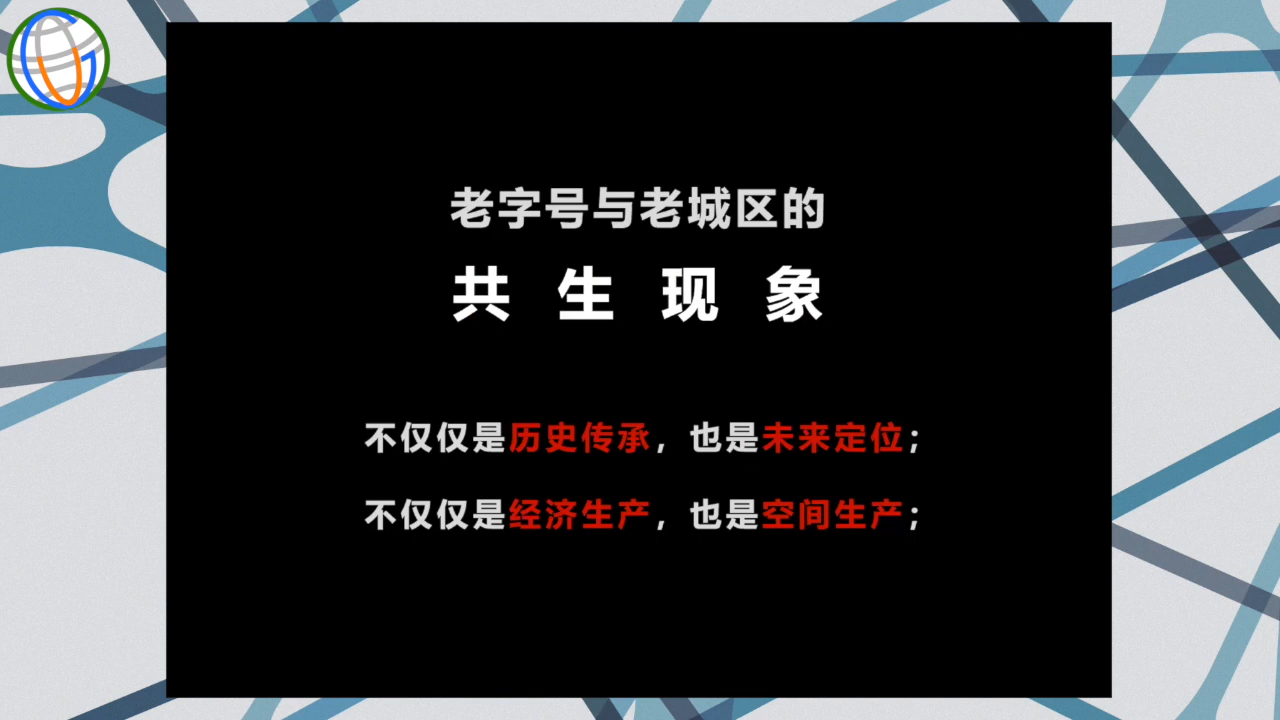 老字号与老城区的
共生现象
不仅仅是历史传承，也是未来定位；
不仅仅是经济生产，也是空间生产；